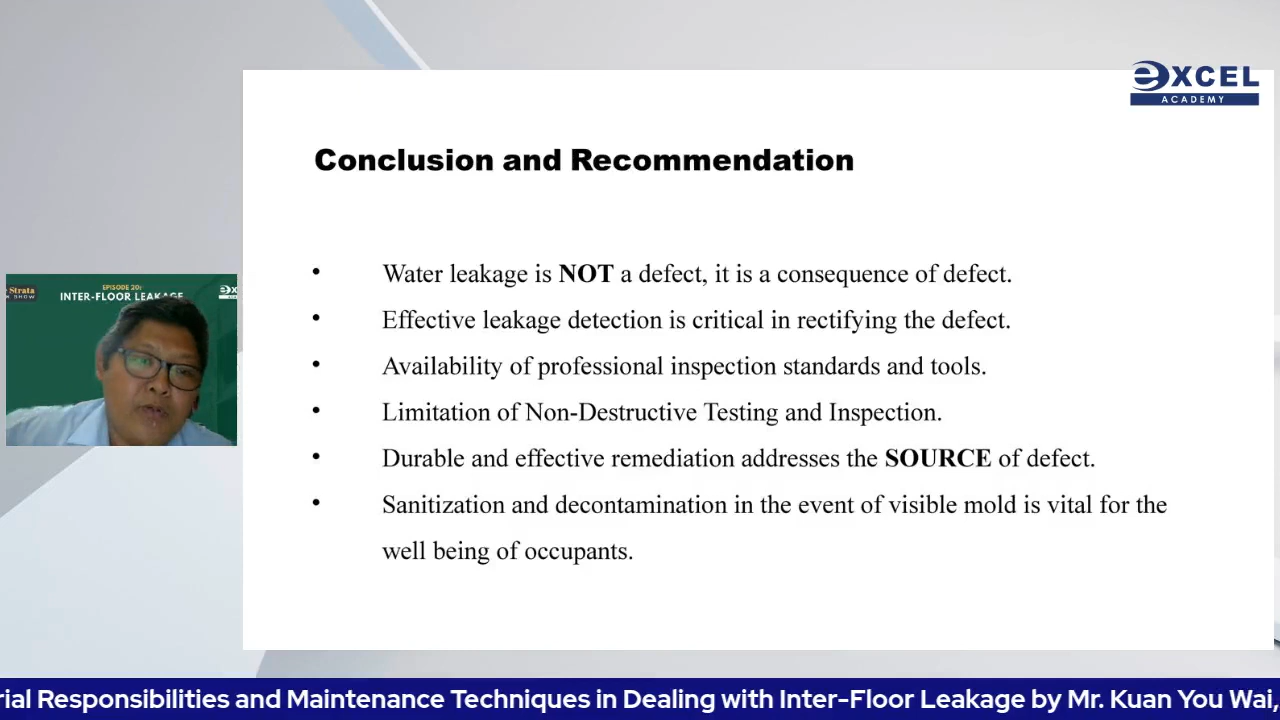 eXCEL
ACADEMY
Conclusion and Recommendation
• Water leakage is NOT a defect, it is a consequence of defect.
• Effective leakage detection is critical in rectifying the defect.
• Availability of professional inspection standards and tools.
• Limitation of Non-Destructive Testing and Inspection.
• Durable and effective remediation addresses the SOURCE of defect.
• Sanitization and decontamination in the event of visible mold is vital for the
well being of occupants.
EPISODE 20:
Strata
INTER-FLOOR LEAKAGE
SHOW
rial Responsibilities and Maintenance Techniques in Dealing with Inter-Floor Leakage by Mr. Kuan You Wai,